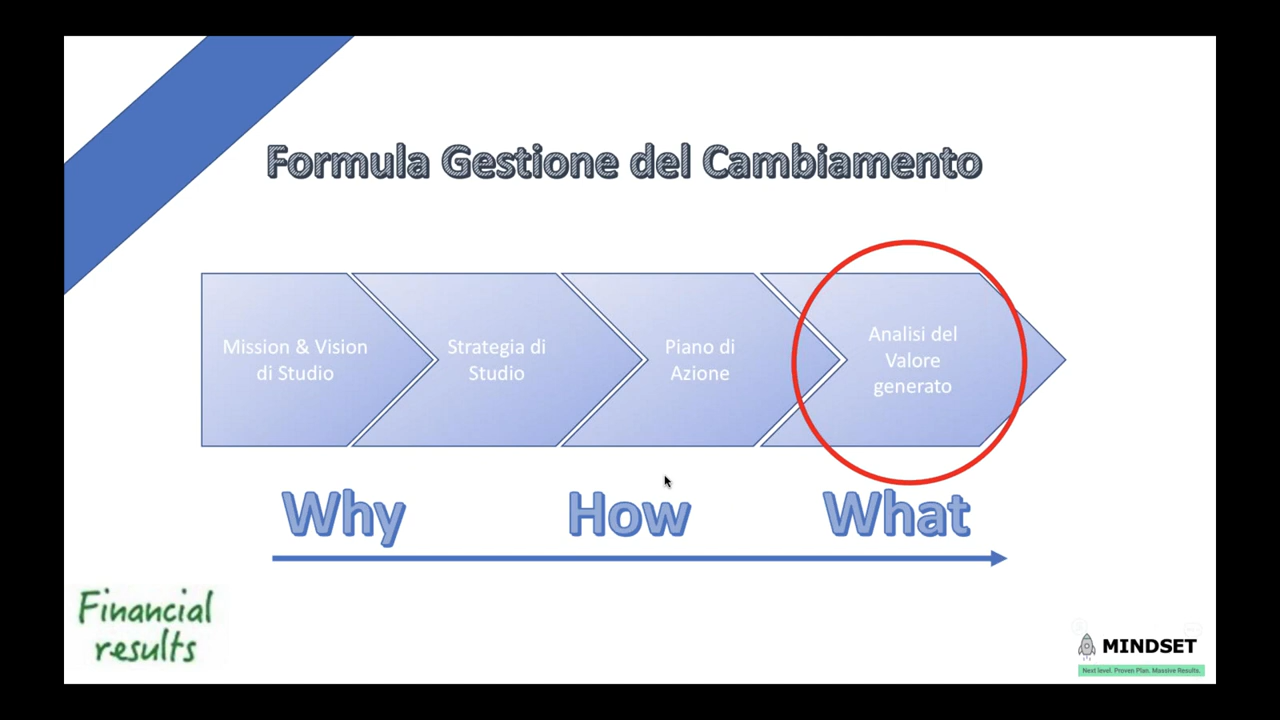 Formula Gestione del Cambiamento
Mission & Vision
di Studio
Strategia di
Studio
Piano di
Azione
Analisi del
Valore
generato
Why
How
What
Financial
results
MINDSET
Next level. Proven Plan. Massive Results.